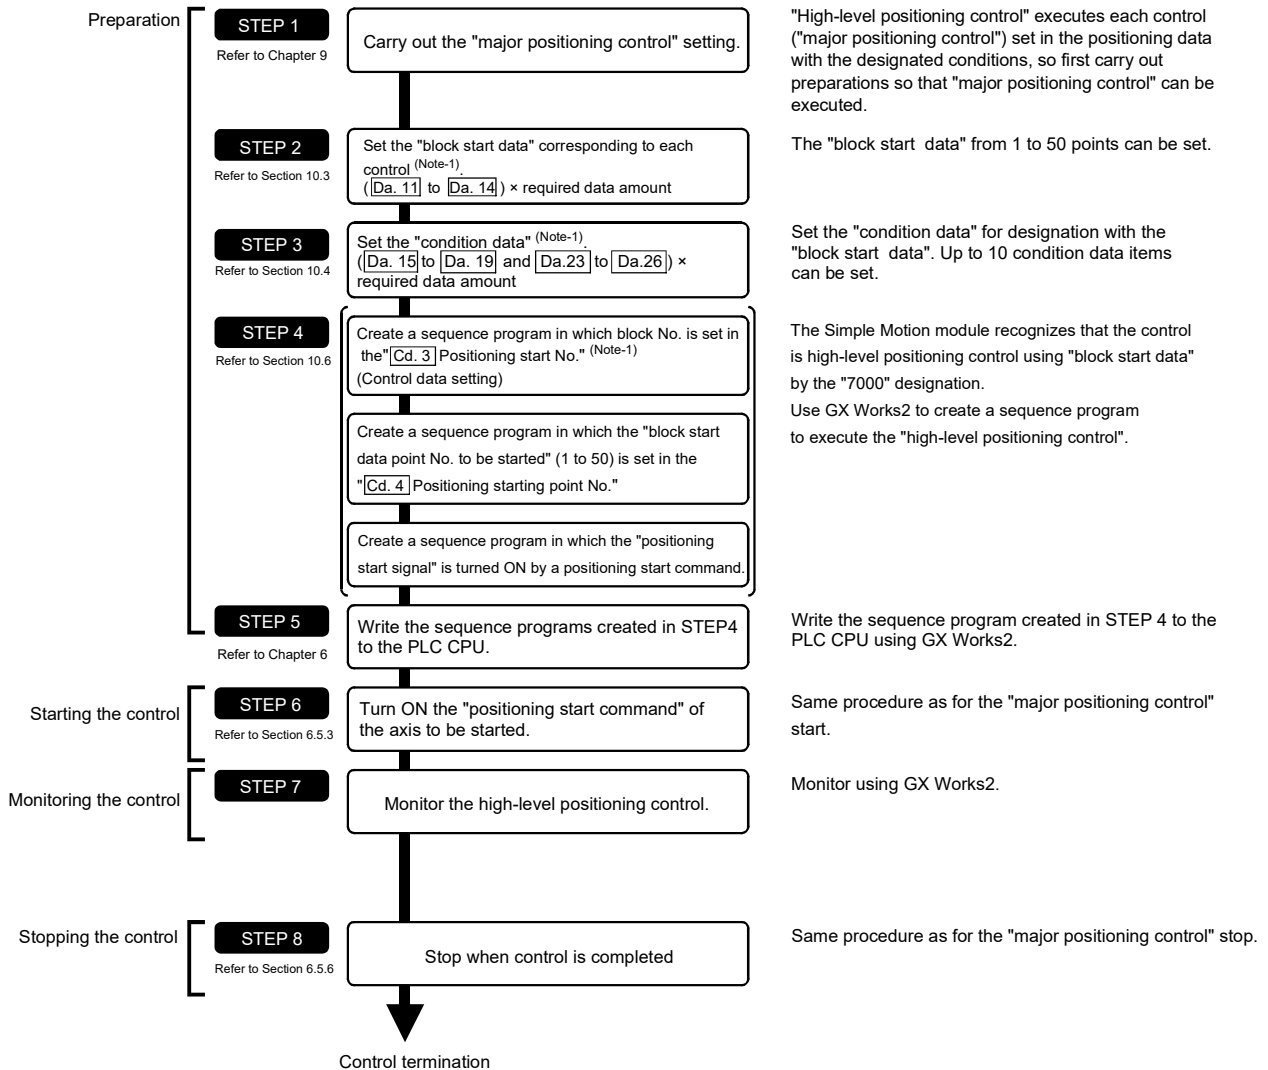 Preparation
STEP 1
Refer to Chapter 9
Carry out the "major positioning control" setting.
"High-level positioning control" executes each control
("major positioning control") set in the positioning data
with the designated conditions, so first carry out
preparations so that "major positioning control" can be
executed.
STEP 2
Refer to Section 10.3
Set the "block start data" corresponding to each
control (Note-1).
( Da. 11 to Da. 14 ) × required data amount
The "block start data" from 1 to 50 points can be set.
STEP 3
Refer to Section 10.4
Set the "condition data" (Note-1).
( Da. 15 to Da. 19 and Da.23 to Da.26 ) ×
required data amount
Set the "condition data" for designation with the
"block start data". Up to 10 condition data items
can be set.
STEP 4
Refer to Section 10.6
Create a sequence program in which block No. is set in
the" Cd. 3 Positioning start No." (Note-1)
(Control data setting)
Create a sequence program in which the "block start
data point No. to be started" (1 to 50) is set in the
" Cd. 4 Positioning starting point No."
Create a sequence program in which the "positioning
start signal" is turned ON by a positioning start command.
The Simple Motion module recognizes that the control
is high-level positioning control using "block start data"
by the "7000" designation.
Use GX Works2 to create a sequence program
to execute the "high-level positioning control".
STEP 5
Refer to Chapter 6
Write the sequence programs created in STEP4
to the PLC CPU.
Write the sequence program created in STEP 4 to the
PLC CPU using GX Works2.
Starting the control
STEP 6
Refer to Section 6.5.3
Turn ON the "positioning start command" of
the axis to be started.
Same procedure as for the "major positioning control"
start.
Monitoring the control
STEP 7
Monitor the high-level positioning control.
Monitor using GX Works2.
Stopping the control
STEP 8
Refer to Section 6.5.6
Stop when control is completed
Same procedure as for the "major positioning control" stop.
Control termination